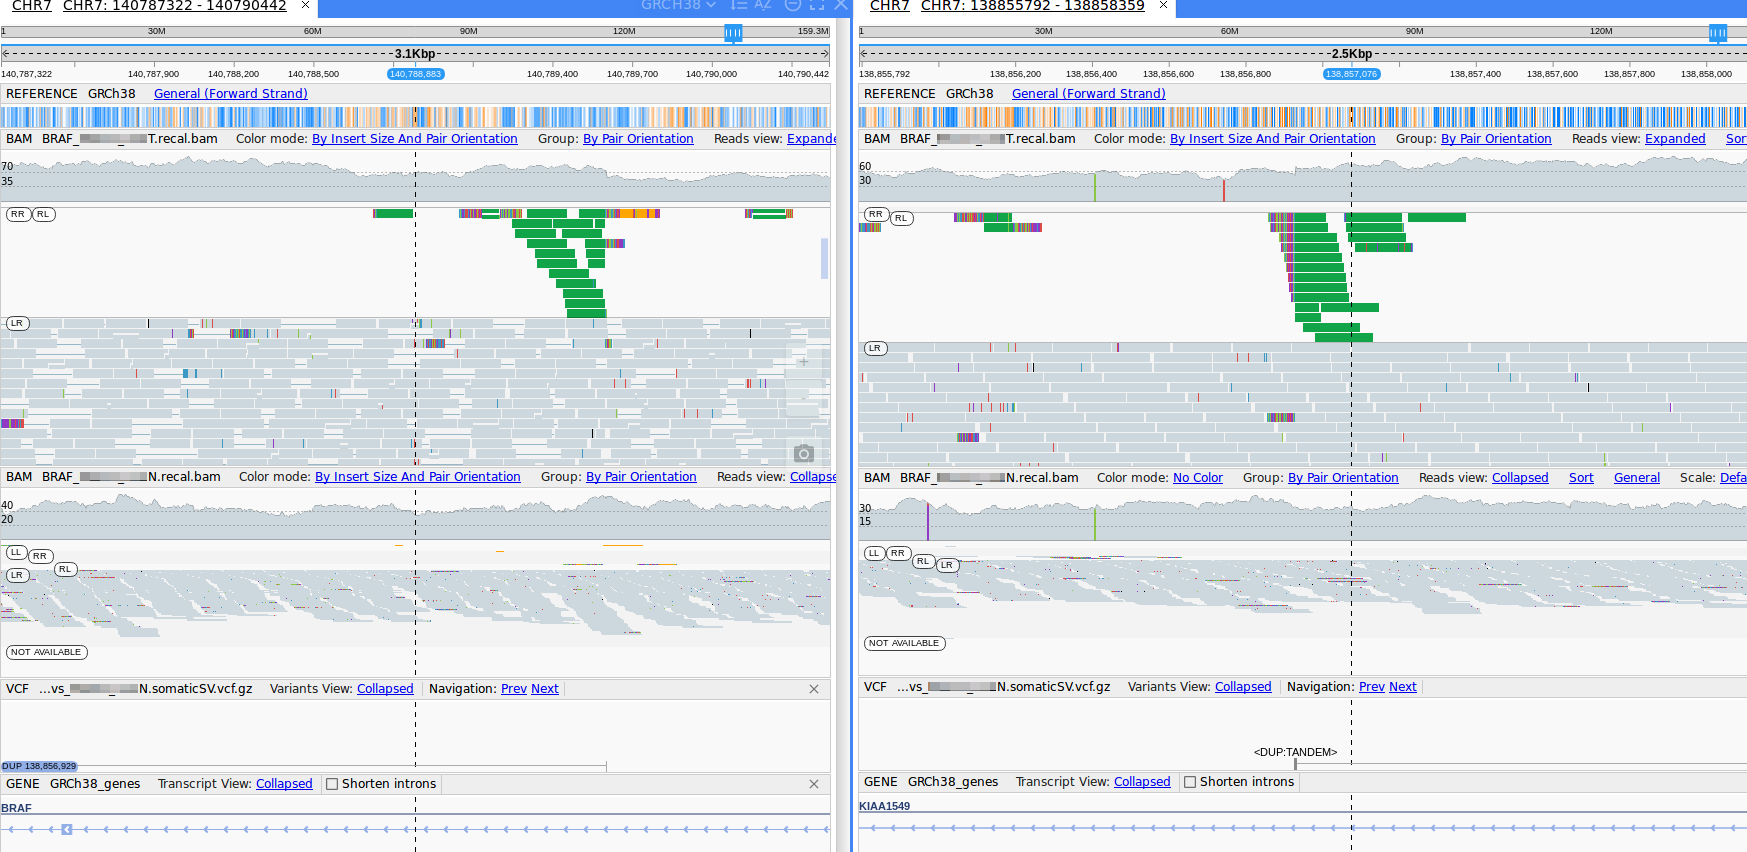 CHR7 CHR7: 140787322 - 140790442 ×
GRCH38
1 30M 60M 90M 120M 159.3M
3.1Kbp
140,787,322 140,787,900 140,788,200 140,788,500 140,788,883 140,789,400 140,789,700 140,790,000 140,790,442
REFERENCE GRCh38 General (Forward Strand)
BAM BRAF_ T.recal.bam Color mode: By Insert Size And Pair Orientation Group: By Pair Orientation Reads view: Expande
70
35
RR RL
LR
BAM BRAF_ N.recal.bam Color mode: By Insert Size And Pair Orientation Group: By Pair Orientation Reads view: Collapse
40
20
LL RR
LR RL
NOT AVAILABLE
VCF ...vs_ N.somaticSV.vcf.gz Variants View: Collapsed Navigation: Prev Next
DUP 138,856,929
GENE GRCh38_genes Transcript View: Collapsed Shorten introns
BRAF
CHR7 CHR7: 138855792 - 138858359 ×
1 30M 60M 90M 120M
2.5Kbp
138,855,792 138,856,200 138,856,400 138,856,600 138,856,800 138,857,076 138,857,400 138,857,600 138,857,800 138,858,000
REFERENCE GRCh38 General (Forward Strand)
BAM BRAF_ T.recal.bam Color mode: By Insert Size And Pair Orientation Group: By Pair Orientation Reads view: Expanded Sor
60
30
RR RL
LR
BAM BRAF_ N.recal.bam Color mode: No Color Group: By Pair Orientation Reads view: Collapsed Sort General Scale: Defa
30
15
LL RR
RL LR
NOT AVAILABLE
VCF ...vs_ N.somaticSV.vcf.gz Variants View: Collapsed Navigation: Prev Next
<DUP:TANDEM>
GENE GRCh38_genes Transcript View: Collapsed Shorten introns
KIAA1549